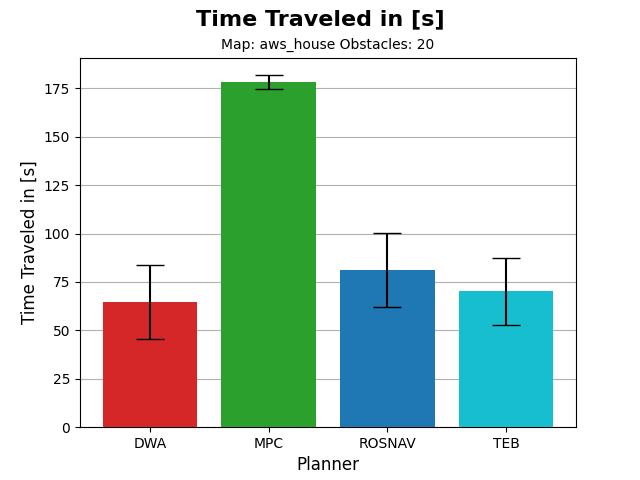 Time Traveled in [s]
Map: aws_house Obstacles: 20
Time Traveled in [s]
175
150
125
100
75
50
25
0
DWA
MPC
ROSNAV
TEB
Planner